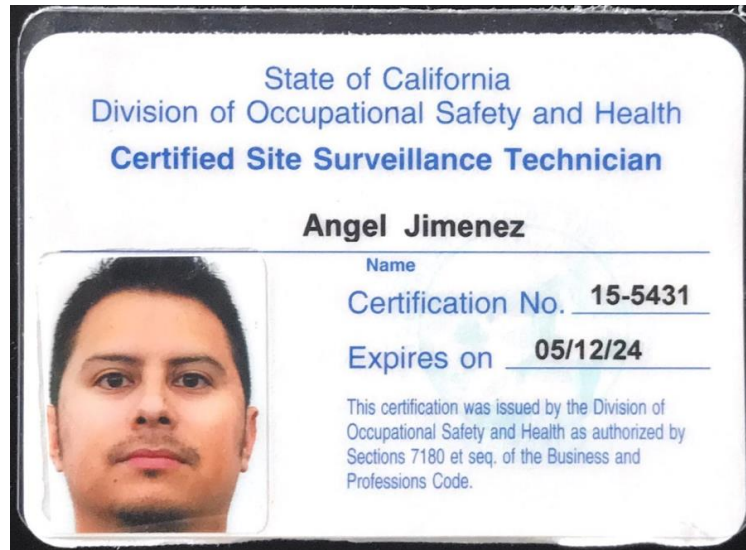 State of California
Division of Occupational Safety and Health
Certified Site Surveillance Technician
Angel Jimenez
Name
Certification No. 15-5431
Expires on 05/12/24
This certification was issued by the Division of
Occupational Safety and Health as authorized by
Sections 7180 et seq. of the Business and
Professions Code.